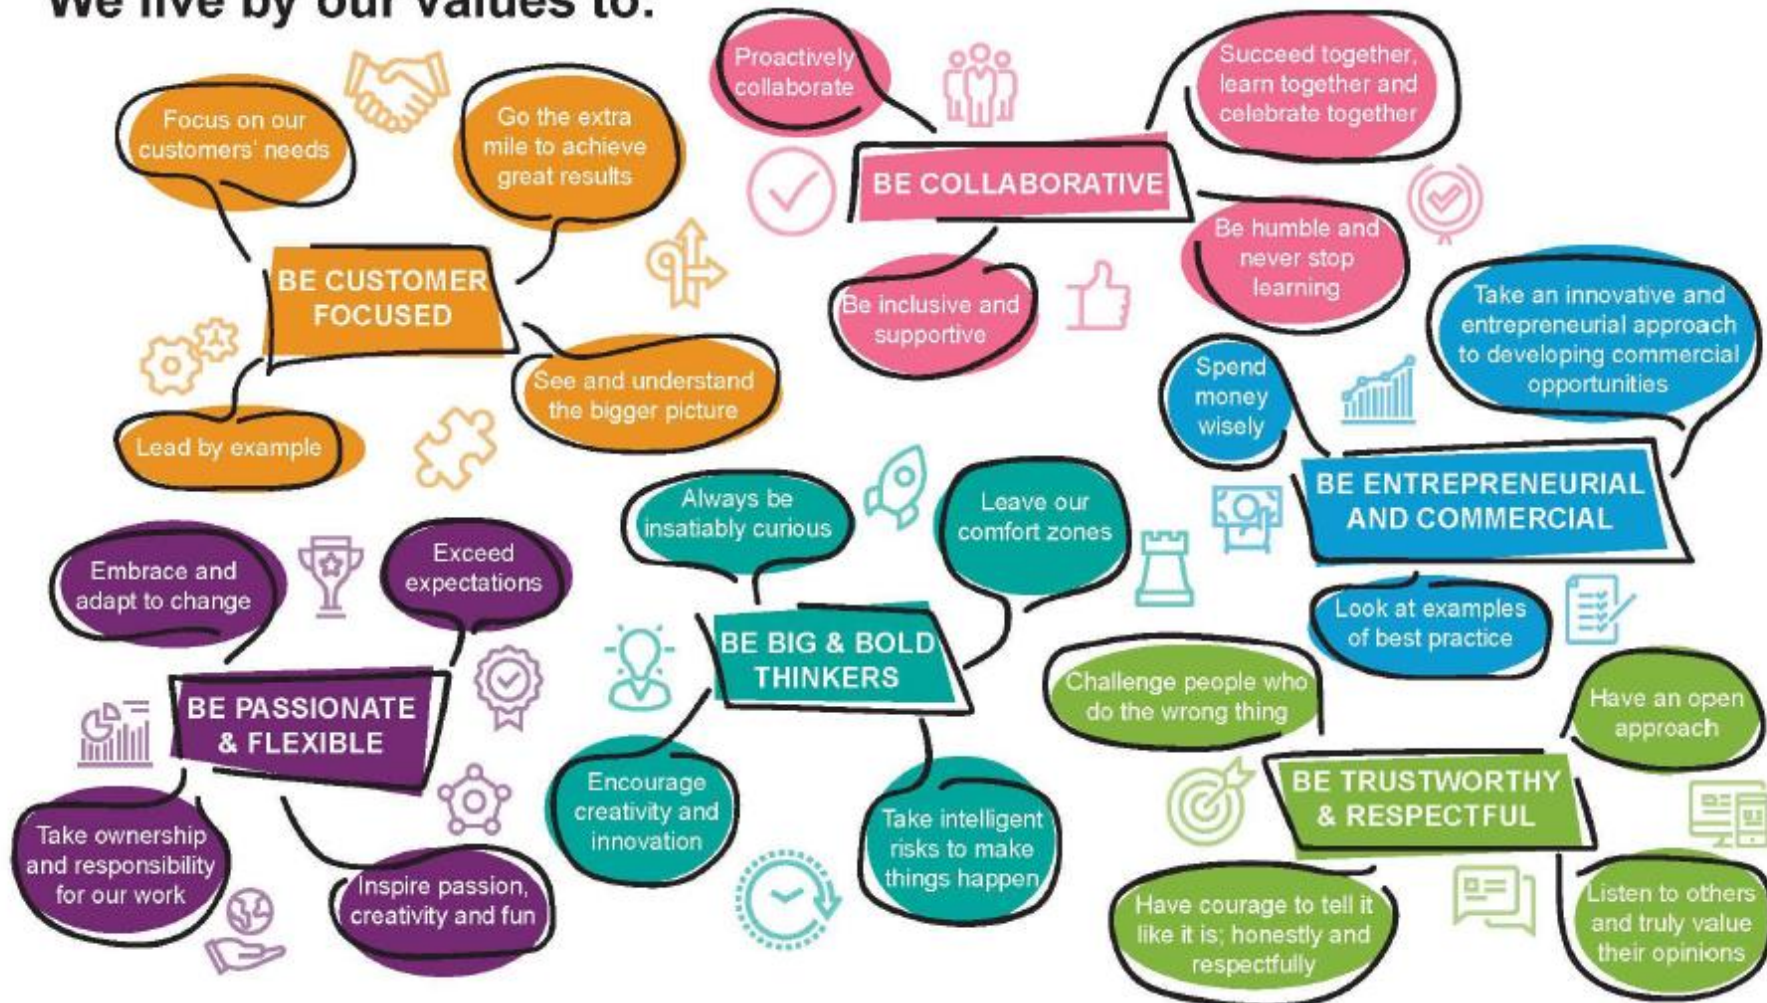 We live by our values to:
Focus on our
customers' needs
Go the extra
mile to achieve
great results
BE CUSTOMER
FOCUSED
See and understand
the bigger picture
Lead by example
Proactively
collaborate
Succeed together,
learn together and
celebrate together
BE COLLABORATIVE
Be humble and
never stop
learning
Be inclusive and
supportive
Take an innovative and
entrepreneurial approach
to developing commercial
opportunities
Spend
money
wisely
BE ENTREPRENEURIAL
AND COMMERCIAL
Look at examples
of best practice
Embrace and
adapt to change
Exceed
expectations
BE PASSIONATE
& FLEXIBLE
Take ownership
and responsibility
for our work
Inspire passion,
creativity and fun
Always be
insatiably curious
Leave our
comfort zones
BE BIG & BOLD
THINKERS
Encourage
creativity and
innovation
Take intelligent
risks to make
things happen
Challenge people who
do the wrong thing
Have an open
approach
BE TRUSTWORTHY
& RESPECTFUL
Have courage to tell it
like it is; honestly and
respectfully
Listen to others
and truly value
their opinions